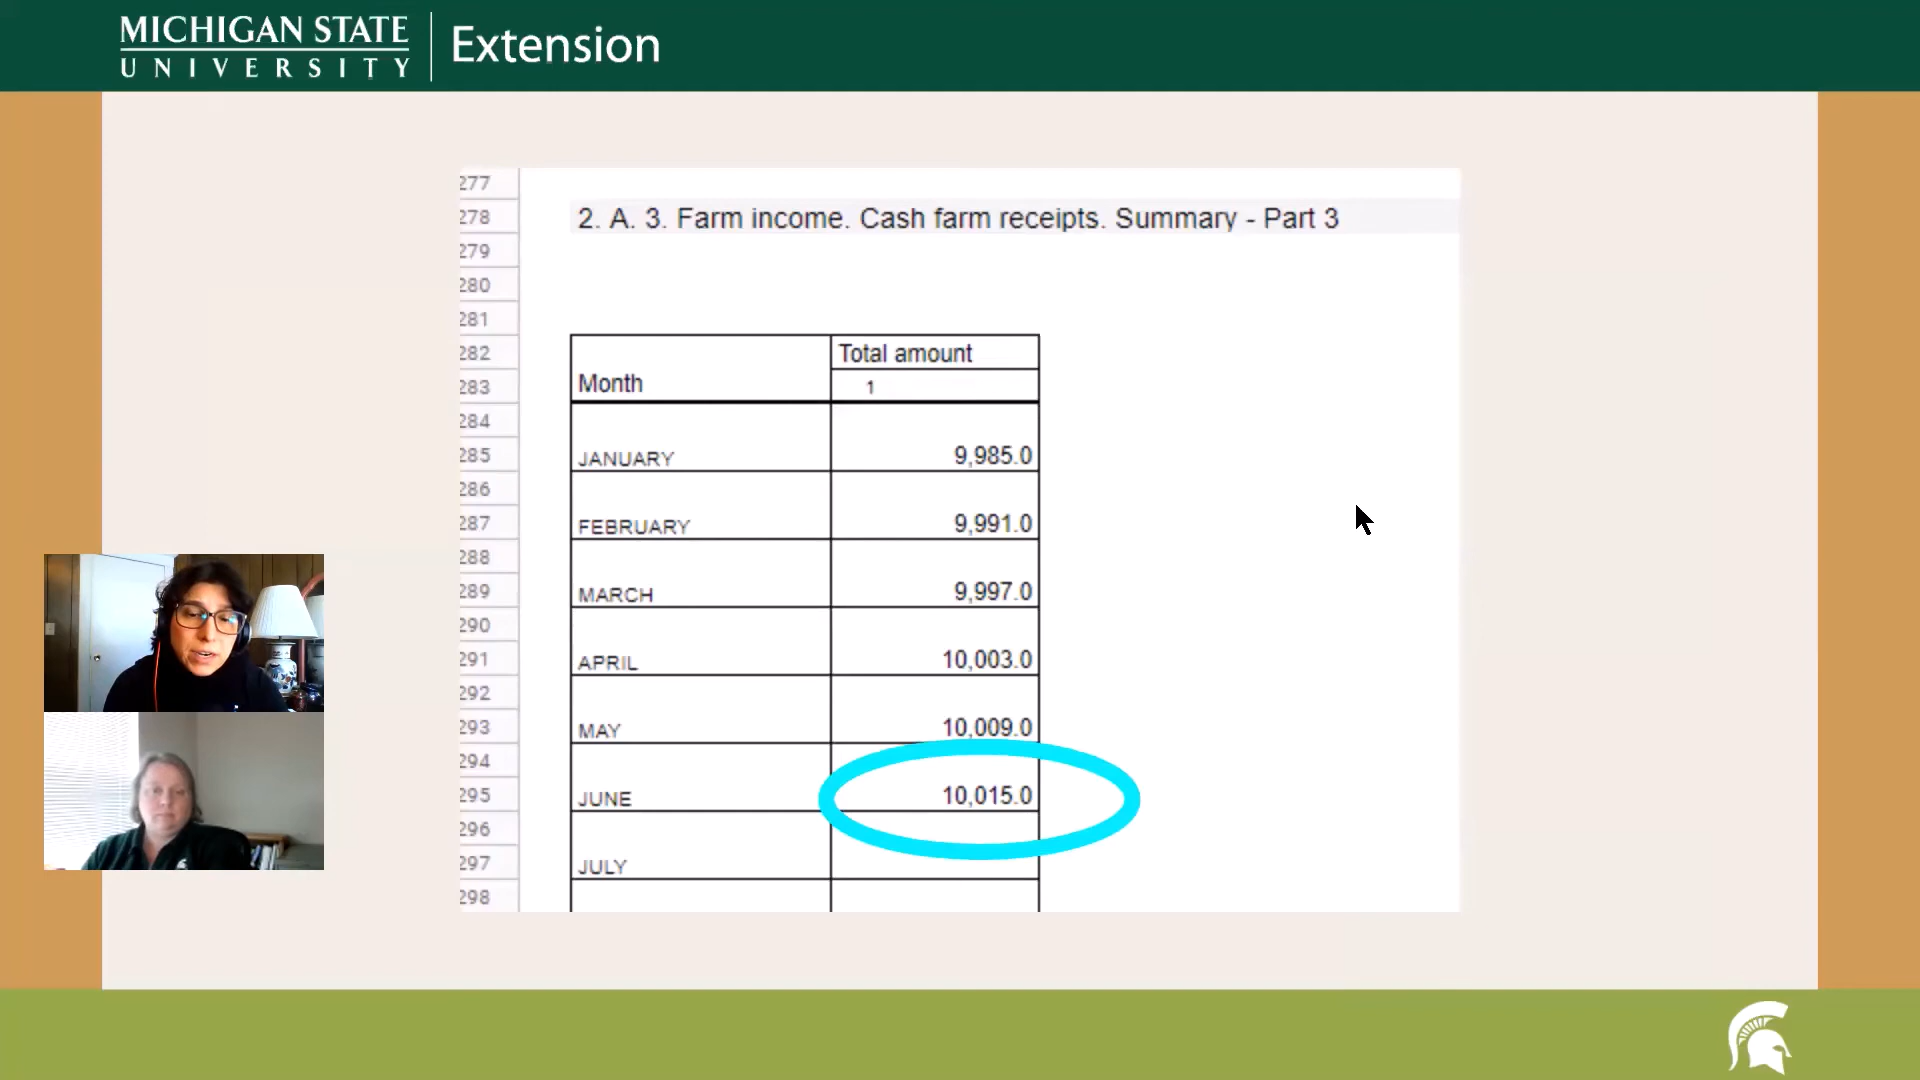 MICHIGAN STATE
UNIVERSITY
Extension
277
278 2. A. 3. Farm income. Cash farm receipts. Summary - Part 3
279
280
281
282 Total amount
283 Month 1
284
285 JANUARY 9,985.0
286
287 FEBRUARY 9,991.0
288
289 MARCH 9,997.0
290
291 APRIL 10,003.0
292
293 MAY 10,009.0
294
295 JUNE 10,015.0
296
297 JULY
298